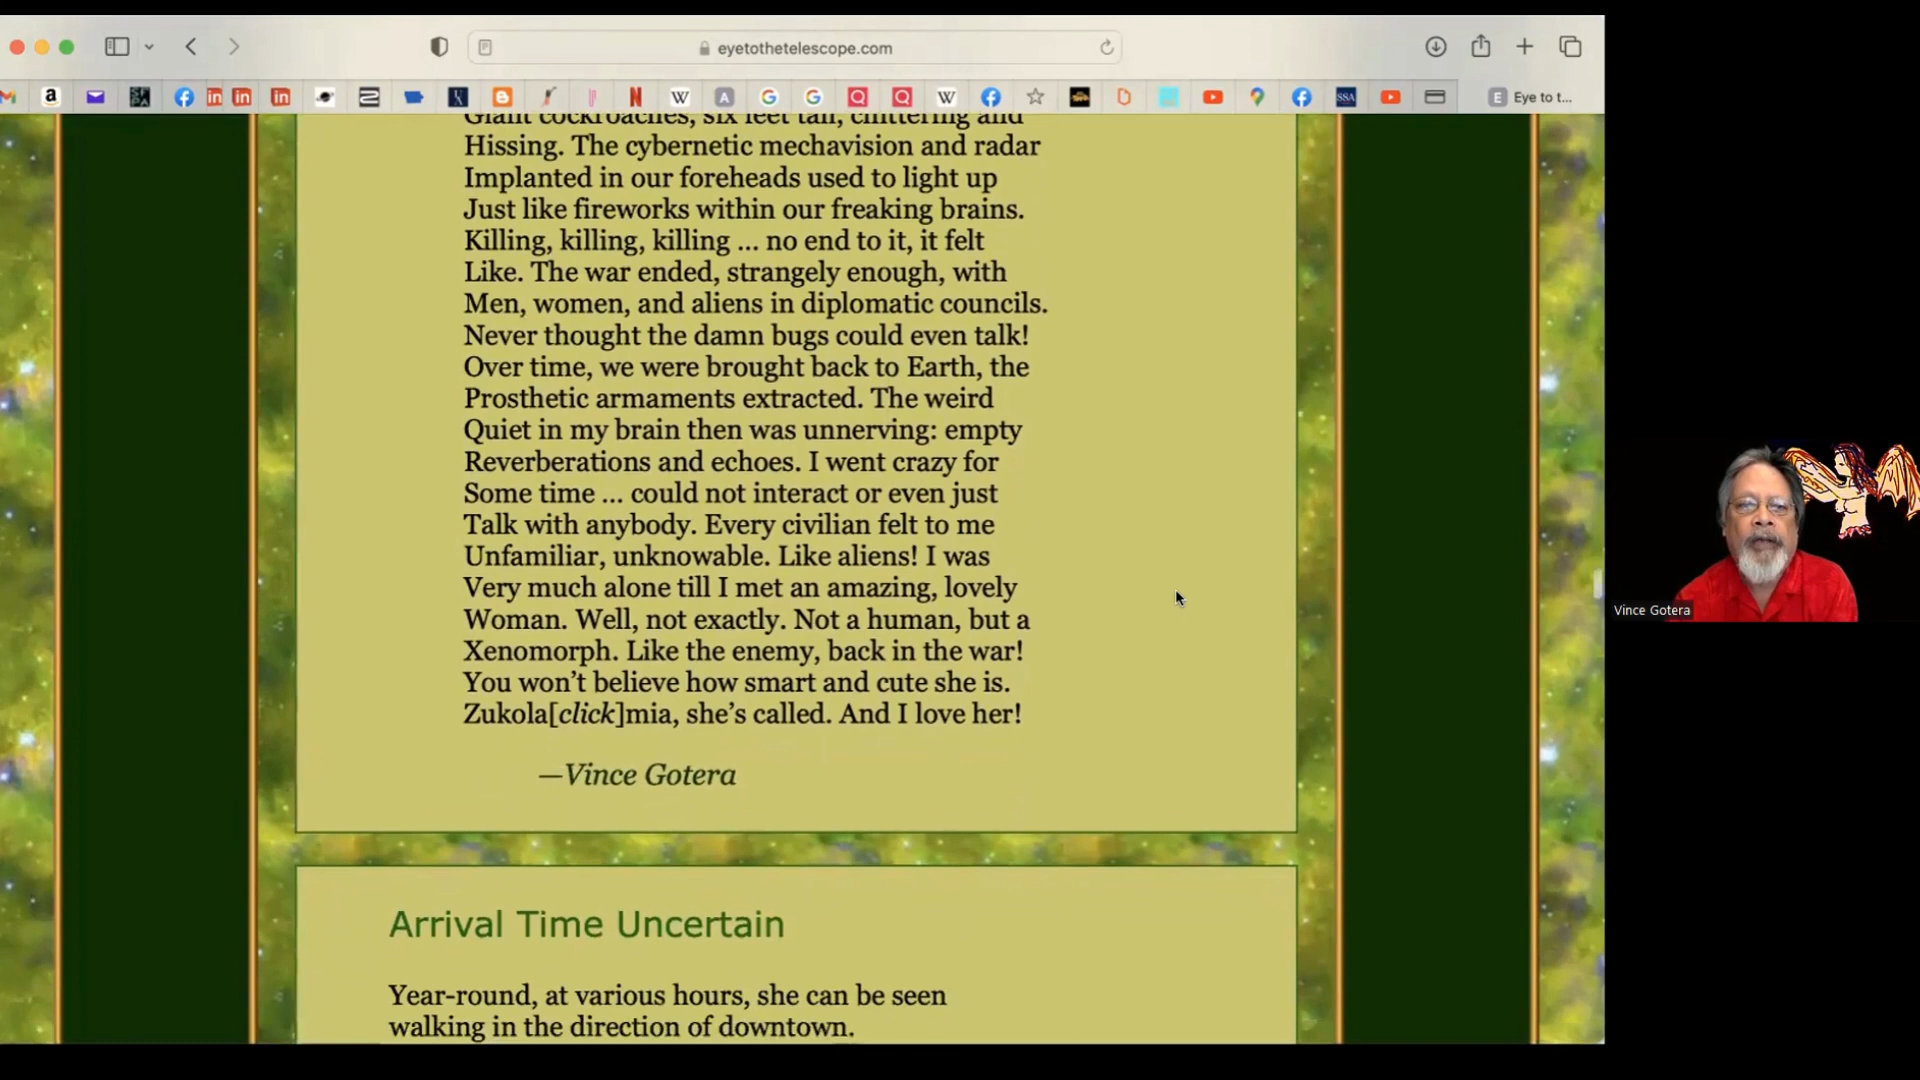 eyetothetelescope.com
Eye to t...
Giant cockroaches, six feet tall, chittering and
Hissing. The cybernetic mechavision and radar
Implanted in our foreheads used to light up
Just like fireworks within our freaking brains.
Killing, killing, killing ... no end to it, it felt
Like. The war ended, strangely enough, with
Men, women, and aliens in diplomatic councils.
Never thought the damn bugs could even talk!
Over time, we were brought back to Earth, the
Prosthetic armaments extracted. The weird
Quiet in my brain then was unnerving: empty
Reverberations and echoes. I went crazy for
Some time ... could not interact or even just
Talk with anybody. Every civilian felt to me
Unfamiliar, unknowable. Like aliens! I was
Very much alone till I met an amazing, lovely
Woman. Well, not exactly. Not a human, but a
Xenomorph. Like the enemy, back in the war!
You won’t believe how smart and cute she is.
Zukola[click]mia, she’s called. And I love her!
—Vince Gotera
Vince Gotera
Arrival Time Uncertain
Year-round, at various hours, she can be seen
walking in the direction of downtown.